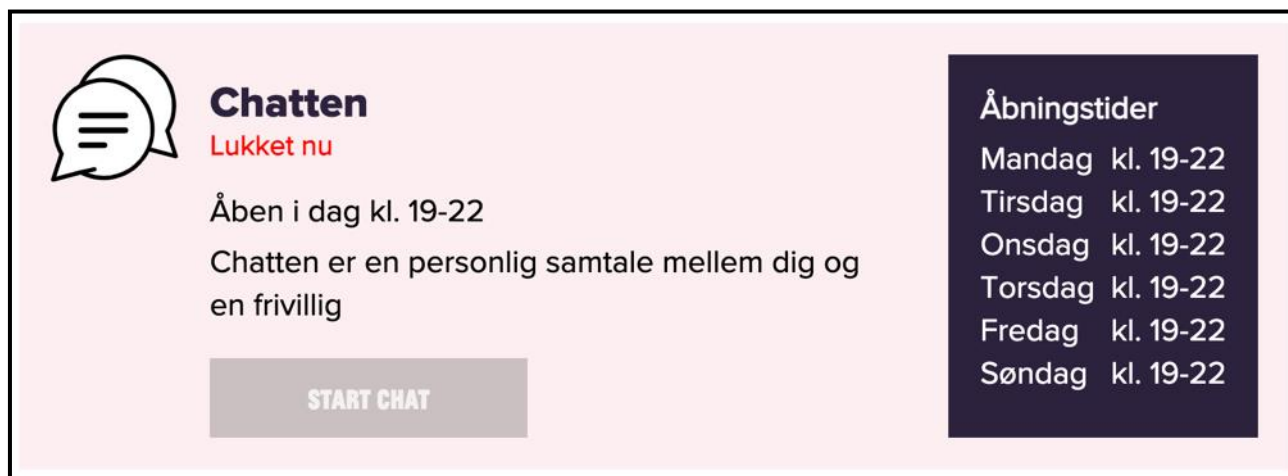 Chatten
Lukket nu
Åben i dag kl. 19-22
Chatten er en personlig samtale mellem dig og
en frivillig
START CHAT
Åbningstider
Mandag kl. 19-22
Tirsdag kl. 19-22
Onsdag kl. 19-22
Torsdag kl. 19-22
Fredag kl. 19-22
Søndag kl. 19-22